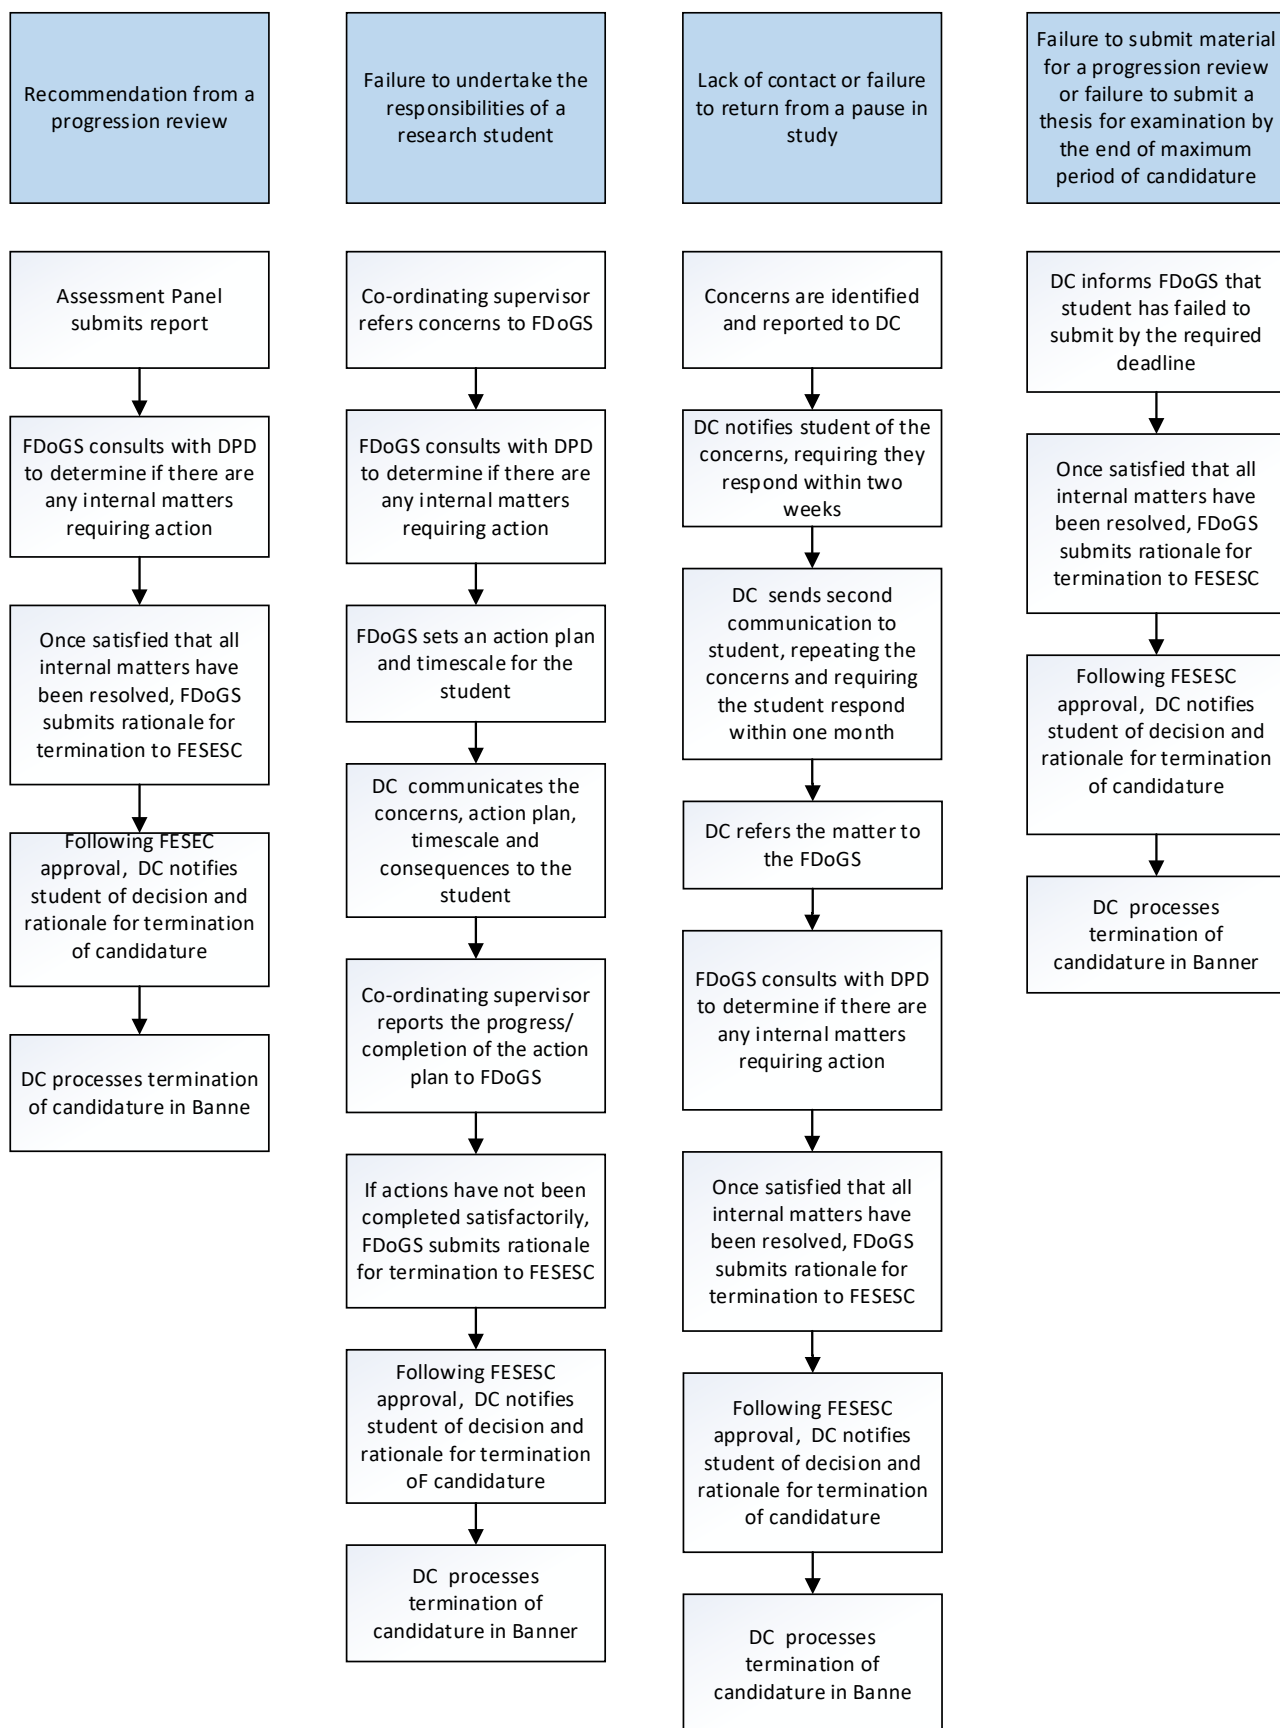 Recommendation from a
progression review
Assessment Panel
submits report
FDoGS consults with DPD
to determine if there are
any internal matters
requiring action
Once satisfied that all
internal matters have
been resolved, FDoGS
submits rationale for
termination to FESESC
Following FESEC
approval, DC notifies
student of decision and
rationale for termination
of candidature
DC processes termination
of candidature in Banne
Failure to undertake the
responsibilities of a
research student
Co-ordinating supervisor
refers concerns to FDoGS
FDoGS consults with DPD
to determine if there are
any internal matters
requiring action
FDoGS sets an action plan
and timescale for the
student
DC communicates the
concerns, action plan,
timescale and
consequences to the
student
Co-ordinating supervisor
reports the progress/
completion of the action
plan to FDoGS
If actions have not been
completed satisfactorily,
FDoGS submits rationale
for termination to FESESC
Following FESESC
approval, DC notifies
student of decision and
rationale for termination
oF candidature
DC processes
termination of
candidature in Banner
Lack of contact or failure
to return from a pause in
study
Concerns are identified
and reported to DC
DC notifies student of the
concerns, requiring they
respond within two
weeks
DC sends second
communication to
student, repeating the
concerns and requiring
the student respond
within one month
DC refers the matter to
the FDoGS
FDoGS consults with DPD
to determine if there are
any internal matters
requiring action
Once satisfied that all
internal matters have
been resolved, FDoGS
submits rationale for
termination to FESESC
Following FESESC
approval, DC notifies
student of decision and
rationale for termination
of candidature
DC processes
termination of
candidature in Banne
Failure to submit material
for a progression review
or failure to submit a
thesis for examination by
the end of maximum
period of candidature
DC informs FDoGS that
student has failed to
submit by the required
deadline
Once satisfied that all
internal matters have
been resolved, FDoGS
submits rationale for
termination to FESESC
Following FESESC
approval, DC notifies
student of decision and
rationale for termination
of candidature
DC processes
termination of
candidature in Banner